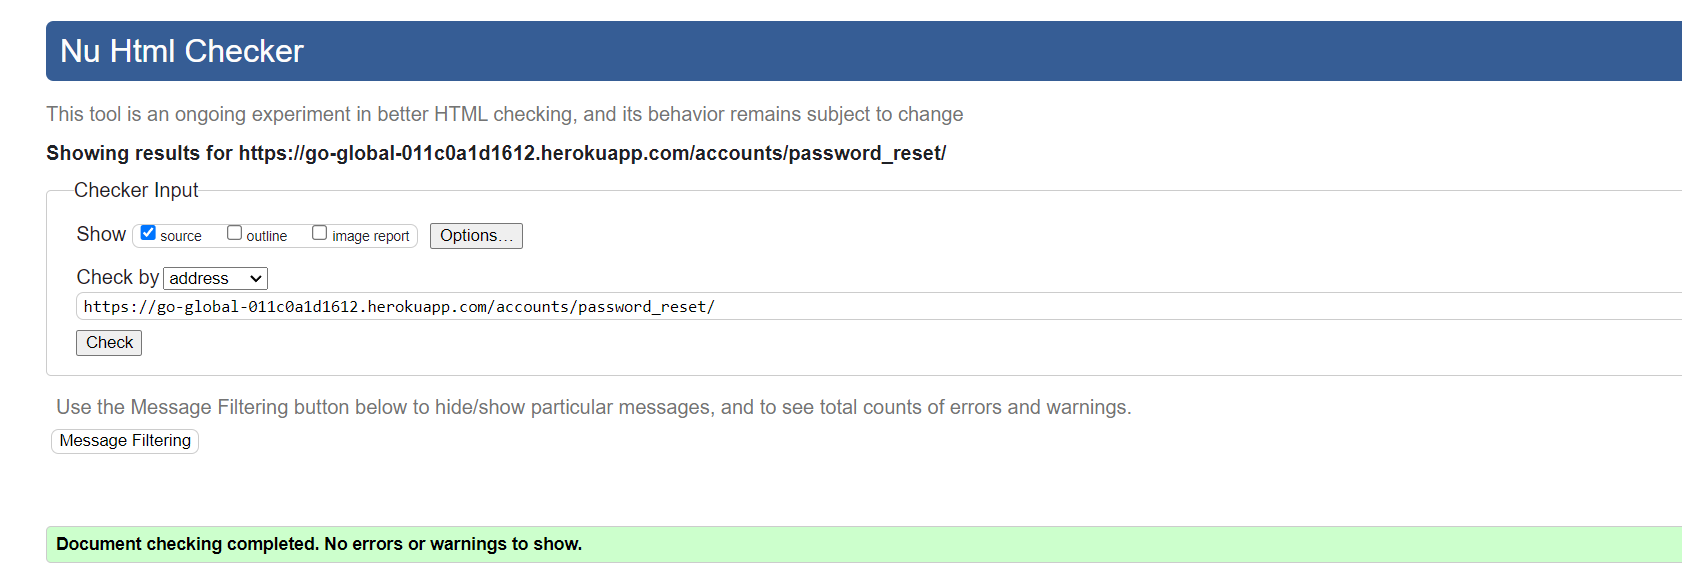 Nu Html Checker
This tool is an ongoing experiment in better HTML checking, and its behavior remains subject to change
Showing results for https://go-global-011c0a1d1612.herokuapp.com/accounts/password_reset/
Checker Input
Show source outline image report Options...
Check by address
https://go-global-011c0a1d1612.herokuapp.com/accounts/password_reset/
Check
Use the Message Filtering button below to hide/show particular messages, and to see total counts of errors and warnings.
Message Filtering
Document checking completed. No errors or warnings to show.